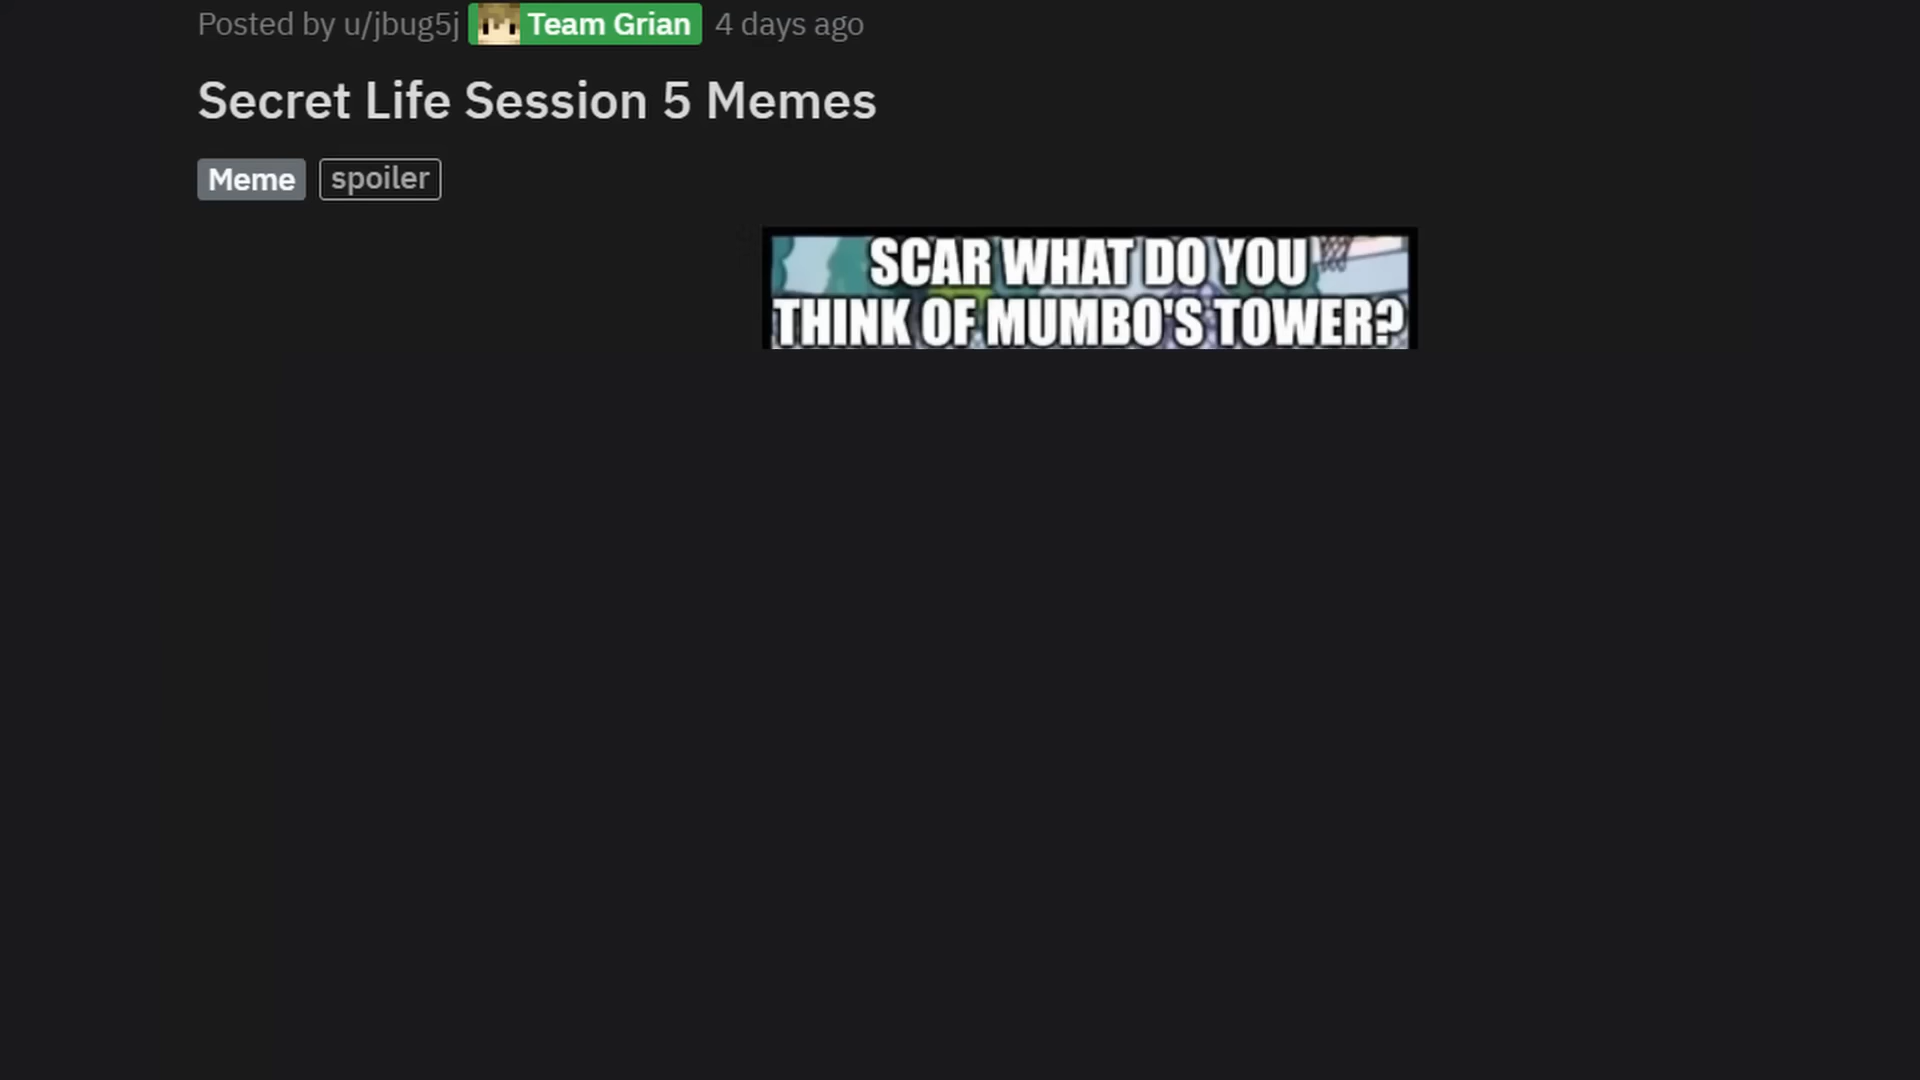 Posted by u/jbug5j Team Grian 4 days ago
Secret Life Session 5 Memes
Meme spoiler
SCAR WHAT DO YOU
THINK OF MUMBO'S TOWER?